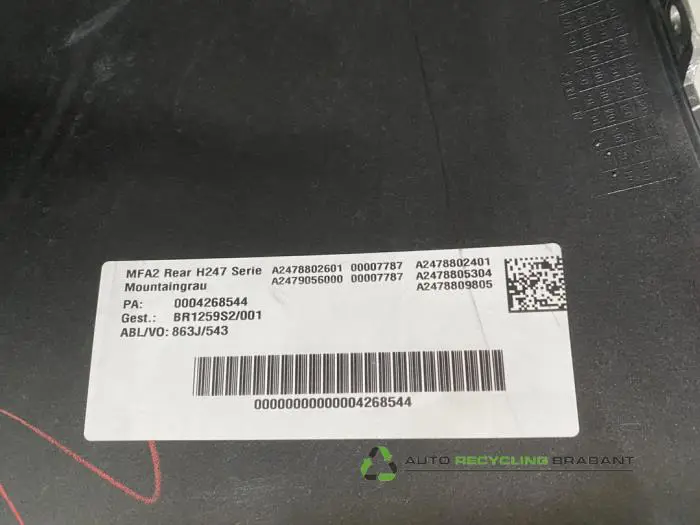 MFA2 Rear H247 Serie A2478802601 00007787 A2478802401
Mountaingrau A2479056000 00007787 A2478805304
A2478809805
PA: 0004268544
Gest.: BR1259S2/001
ABL/VO: 863J/543
00000000000004268544
AUTO RECYCLING BRABANT